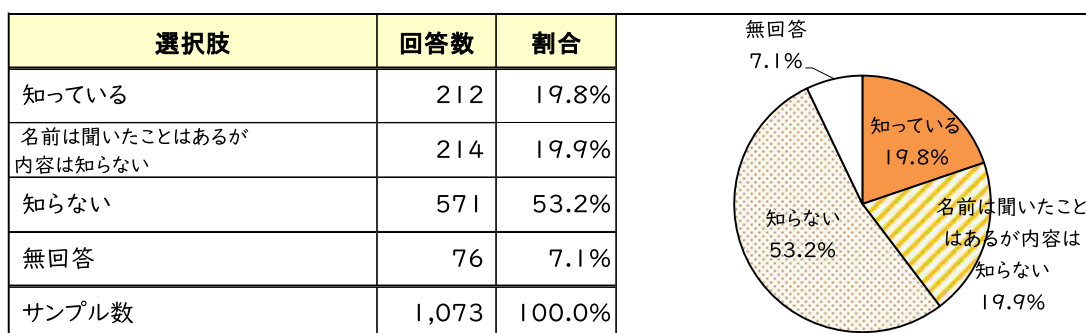 選択肢 回答数 割合
知っている 212 19.8%
名前は聞いたことはあるが
内容は知らない 214 19.9%
知らない 571 53.2%
無回答 76 7.1%
サンプル数 1,073 100.0%
無回答
7.1%
知っている
19.8%
名前は聞いたこと
はあるが内容は
知らない
19.9%
知らない
53.2%